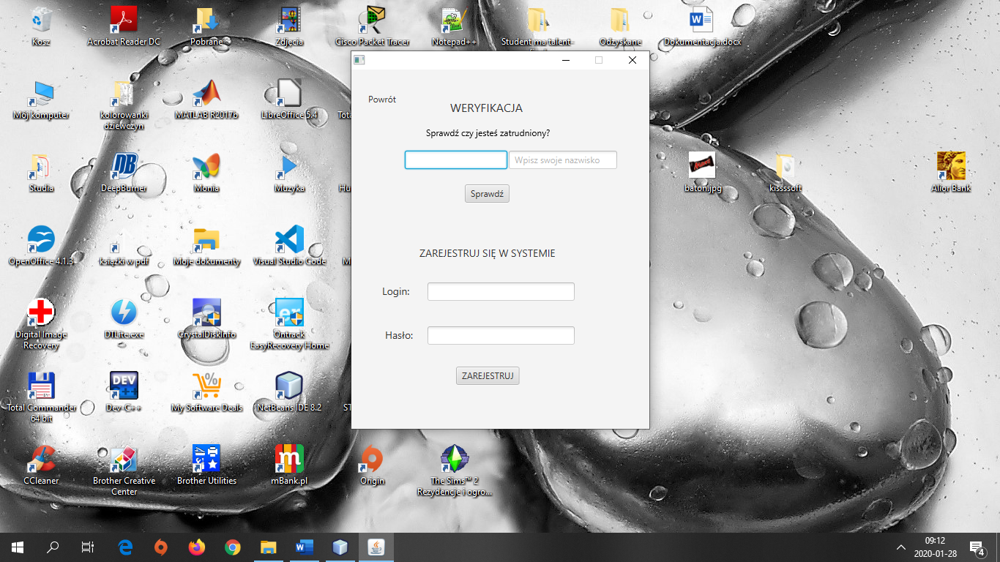 Kosz
Acrobat Reader DC
Pobrane
Zdjęcia
Cisco Packet Tracer
Notepad++
Student ma talent-
Odzyskane
Dokumentacja.docx
Mój komputer
kolorowanki
dziewczyn
MATLAB R2017b
LibreOffice 5.4
Studia
DeepBurner
Monia
Muzyka
OpenOffice 4.1.3
książki w pdf
Moje dokumenty
Visual Studio Code
Digital Image
Recovery
DTLite.exe
CrystalDiskInfo
Ontrack
EasyRecovery Home
Total Commander
64 bit
Dev-C++
My Software Deals
NetBeans IDE 8.2
CCleaner
Brother Creative
Center
Brother Utilities
mBank.pl
Origin
The Sims™ 2
Rezydencje i ogro...
baton.jpg
kissssoft
Alior Bank
Powrót
WERYFIKACJA
Sprawdź czy jesteś zatrudniony?
Wpisz swoje nazwisko
Sprawdź
ZAREJESTRUJ SIĘ W SYSTEMIE
Login:
Hasło:
ZAREJESTRUJ
09:12
2020-01-28
4